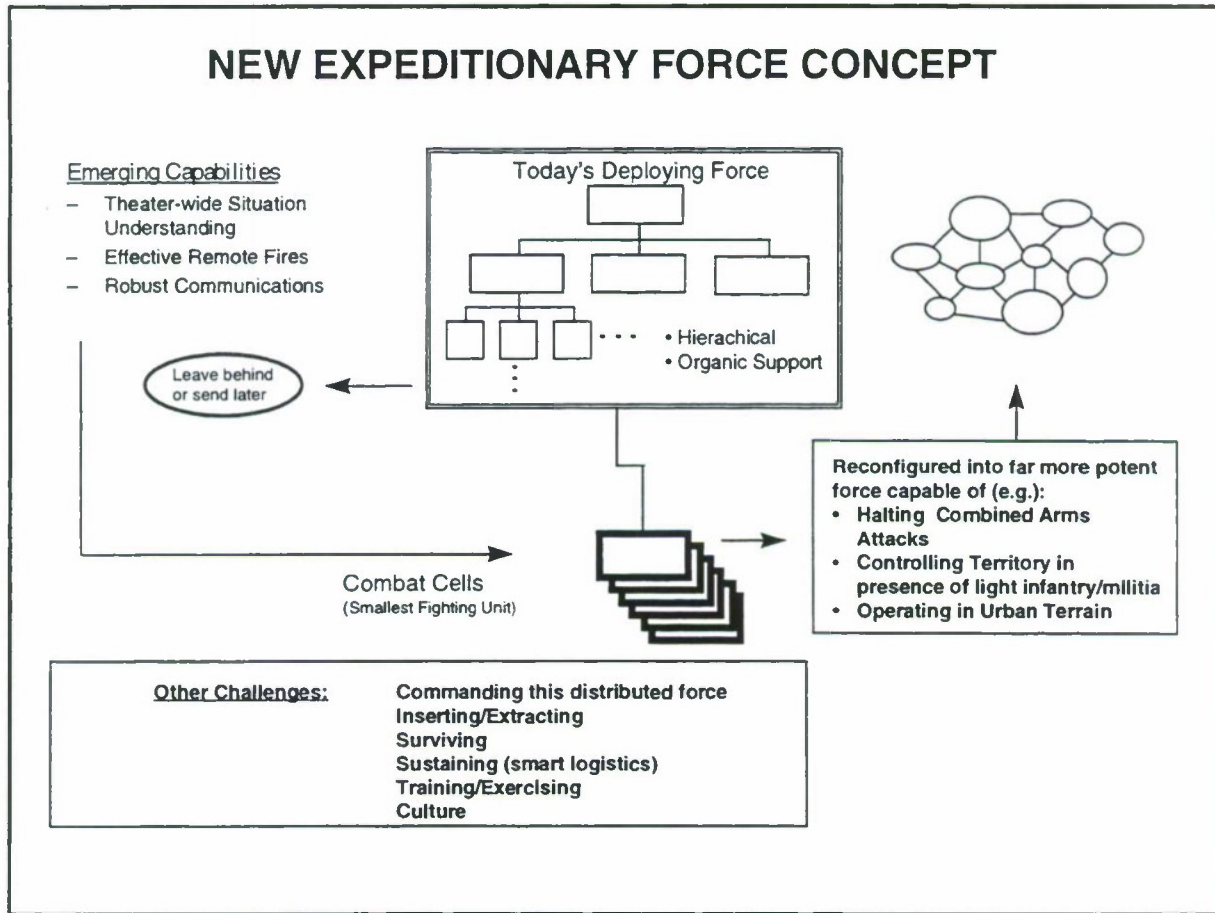 NEW EXPEDITIONARY FORCE CONCEPT
Emerging Capabilities
– Theater-wide Situation
Understanding
– Effective Remote Fires
– Robust Communications
Today's Deploying Force
• Hierachical
• Organic Support
Leave behind
or send later
Combat Cells
(Smallest Fighting Unit)
Reconfigured into far more potent
force capable of (e.g.):
• Halting Combined Arms
Attacks
• Controlling Territory in
presence of light infantry/militia
• Operating in Urban Terrain
Other Challenges:
Commanding this distributed force
Inserting/Extracting
Surviving
Sustaining (smart logistics)
Training/Exercising
Culture